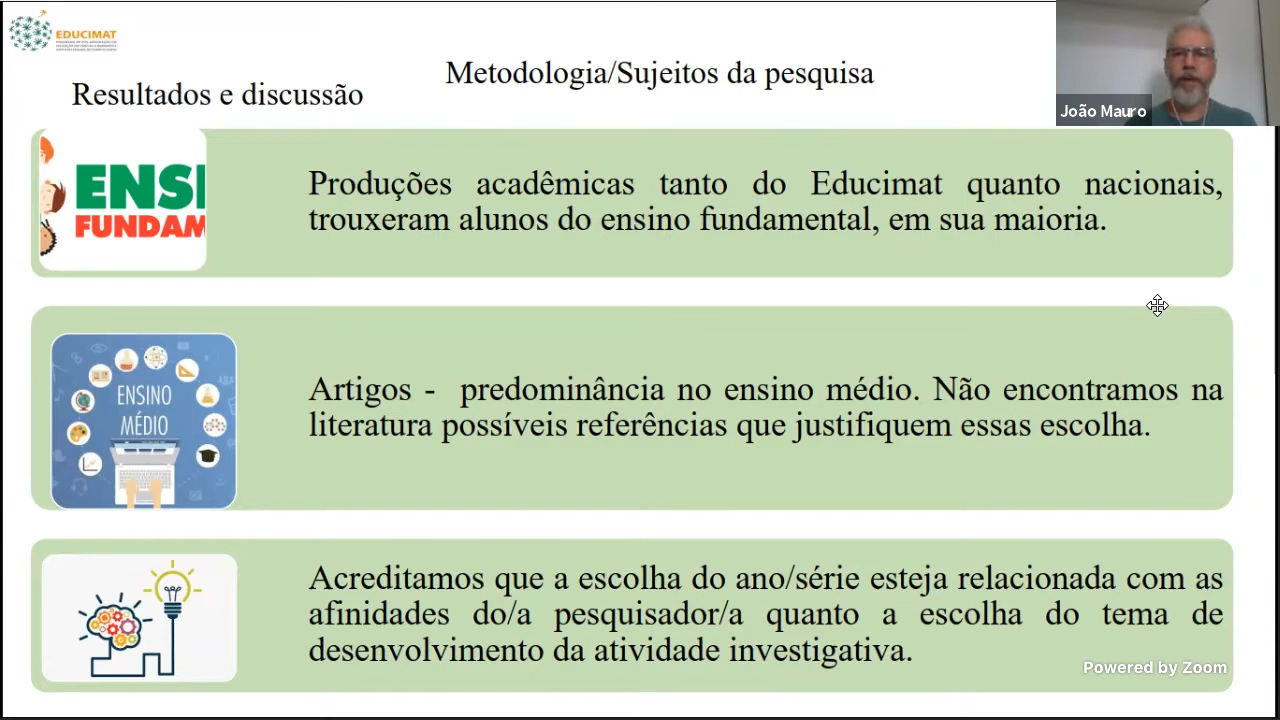 EDUCIMAT
Metodologia/Sujeitos da pesquisa
Resultados e discussão
João Mauro
ENSI
FUNDAM
Produções acadêmicas tanto do Educimat quanto nacionais,
trouxeram alunos do ensino fundamental, em sua maioria.
ENSINO
MÉDIO
Artigos - predominância no ensino médio. Não encontramos na
literatura possíveis referências que justifiquem essas escolha.
Acreditamos que a escolha do ano/série esteja relacionada com as
afinidades do/a pesquisador/a quanto a escolha do tema de
desenvolvimento da atividade investigativa.
Powered by Zoom